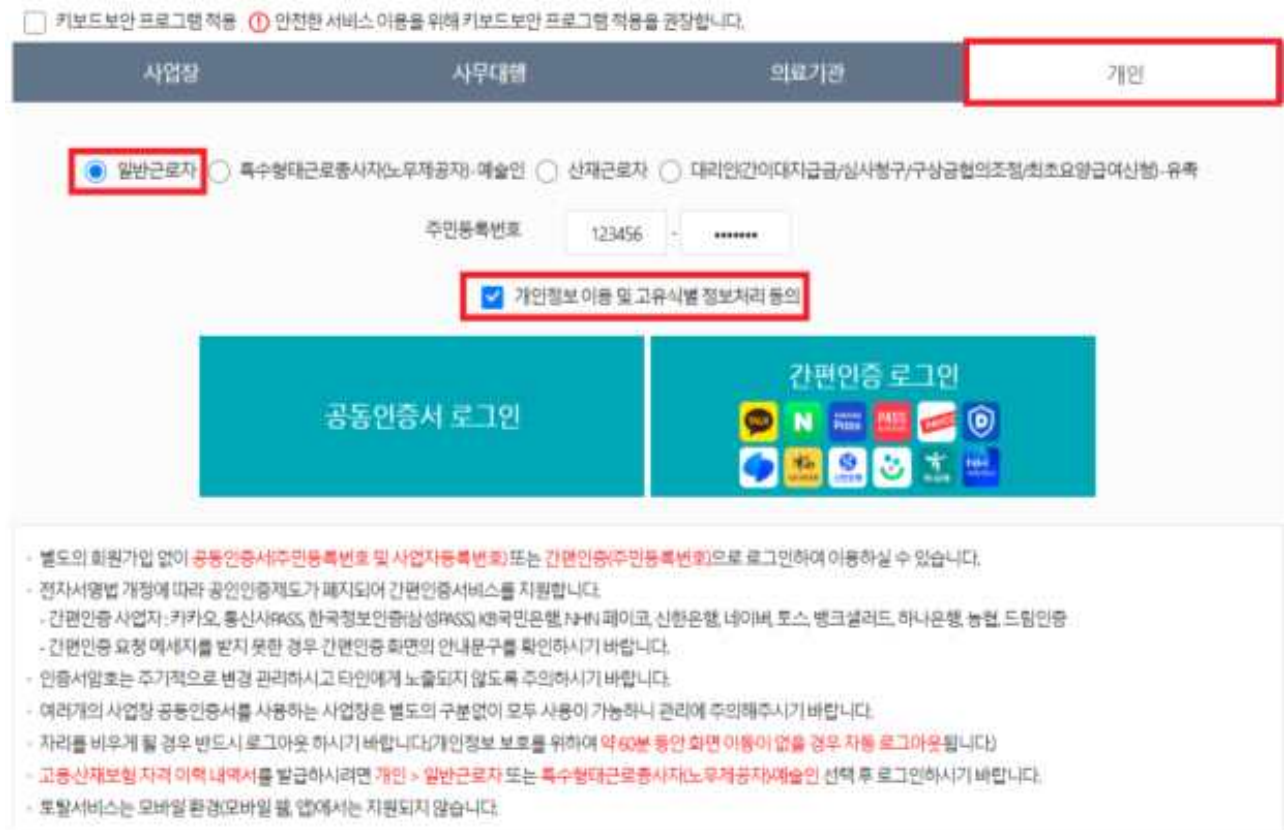 키보드보안 프로그램 적용 ! 안전한 서비스 이용을 위해 키보드보안 프로그램 적용을 권장합니다.
사업장 사무대행 의료기관 개인
일반근로자 특수형태근로종사자(노무제공자)·예술인 산재근로자 대리인(간이대지급금/심사청구/구상금협의조정/최초요양급여신청)·유족
주민등록번호 123456 - •••••••
개인정보 이용 및 고유식별 정보처리 동의
공동인증서 로그인
간편인증 로그인
TALK N Pass PASS PAYCO D
NH
- 별도의 회원가입 없이 공동인증서(주민등록번호 및 사업자등록번호) 또는 간편인증(주민등록번호)으로 로그인하여 이용하실 수 있습니다.
- 전자서명법 개정에 따라 공인인증제도가 폐지되어 간편인증서비스를 지원합니다.
- 간편인증 사업자 : 카카오, 통신사PASS, 한국정보인증(삼성PASS), KB국민은행, NHN 페이코, 신한은행, 네이버, 토스, 뱅크샐러드, 하나은행, 농협, 드림인증
- 간편인증 요청 메세지를 받지 못한 경우 간편인증 화면의 안내문구를 확인하시기 바랍니다.
- 인증서암호는 주기적으로 변경 관리하시고 타인에게 노출되지 않도록 주의하시기 바랍니다.
- 여러개의 사업장 공동인증서를 사용하는 사업장은 별도의 구분없이 모두 사용이 가능하니 관리에 주의해주시기 바랍니다.
- 자리를 비우게 될 경우 반드시 로그아웃 하시기 바랍니다.(개인정보 보호를 위하여 약 60분 동안 화면 이동이 없을 경우 자동 로그아웃됩니다.)
- 고용·산재보험 자격 이력 내역서를 발급하시려면 개인 > 일반근로자 또는 특수형태근로종사자(노무제공자)/예술인 선택 후 로그인하시기 바랍니다.
- 토탈서비스는 모바일 환경(모바일 웹, 앱)에서는 지원되지 않습니다.